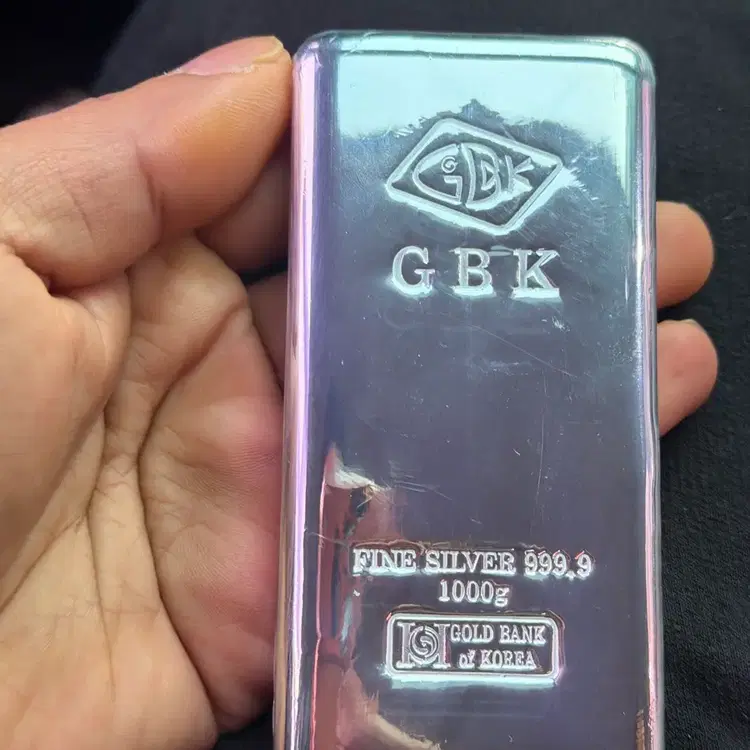 GBK
GBK
FINE SILVER 999.9
1000g
GOLD BANK
of KOREA